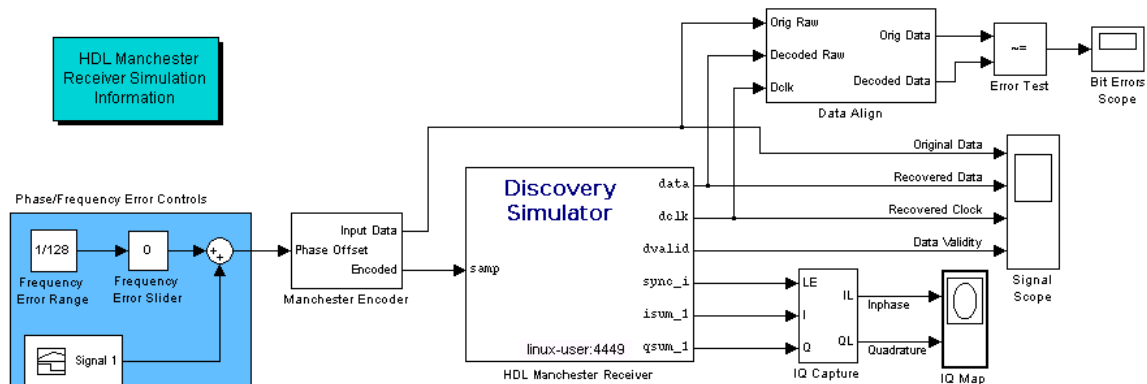 HDL Manchester
Receiver Simulation
Information
Orig Raw
Decoded Raw
Dclk
Orig Data
Decoded Data
Data Align
~=
Error Test
Bit Errors
Scope
Original Data
Recovered Data
Recovered Clock
Data Validity
Signal
Scope
Phase/Frequency Error Controls
1/128
Frequency
Error Range
0
Frequency
Error Slider
+
+
Signal 1
Input Data
Phase Offset
Encoded
Manchester Encoder
Discovery
Simulator
samp
data
dclk
dvalid
sync_i
isum_1
qsum_1
linux-user:4449
HDL Manchester Receiver
LE
I
Q
IL
QL
IQ Capture
Inphase
Quadrature
IQ Map